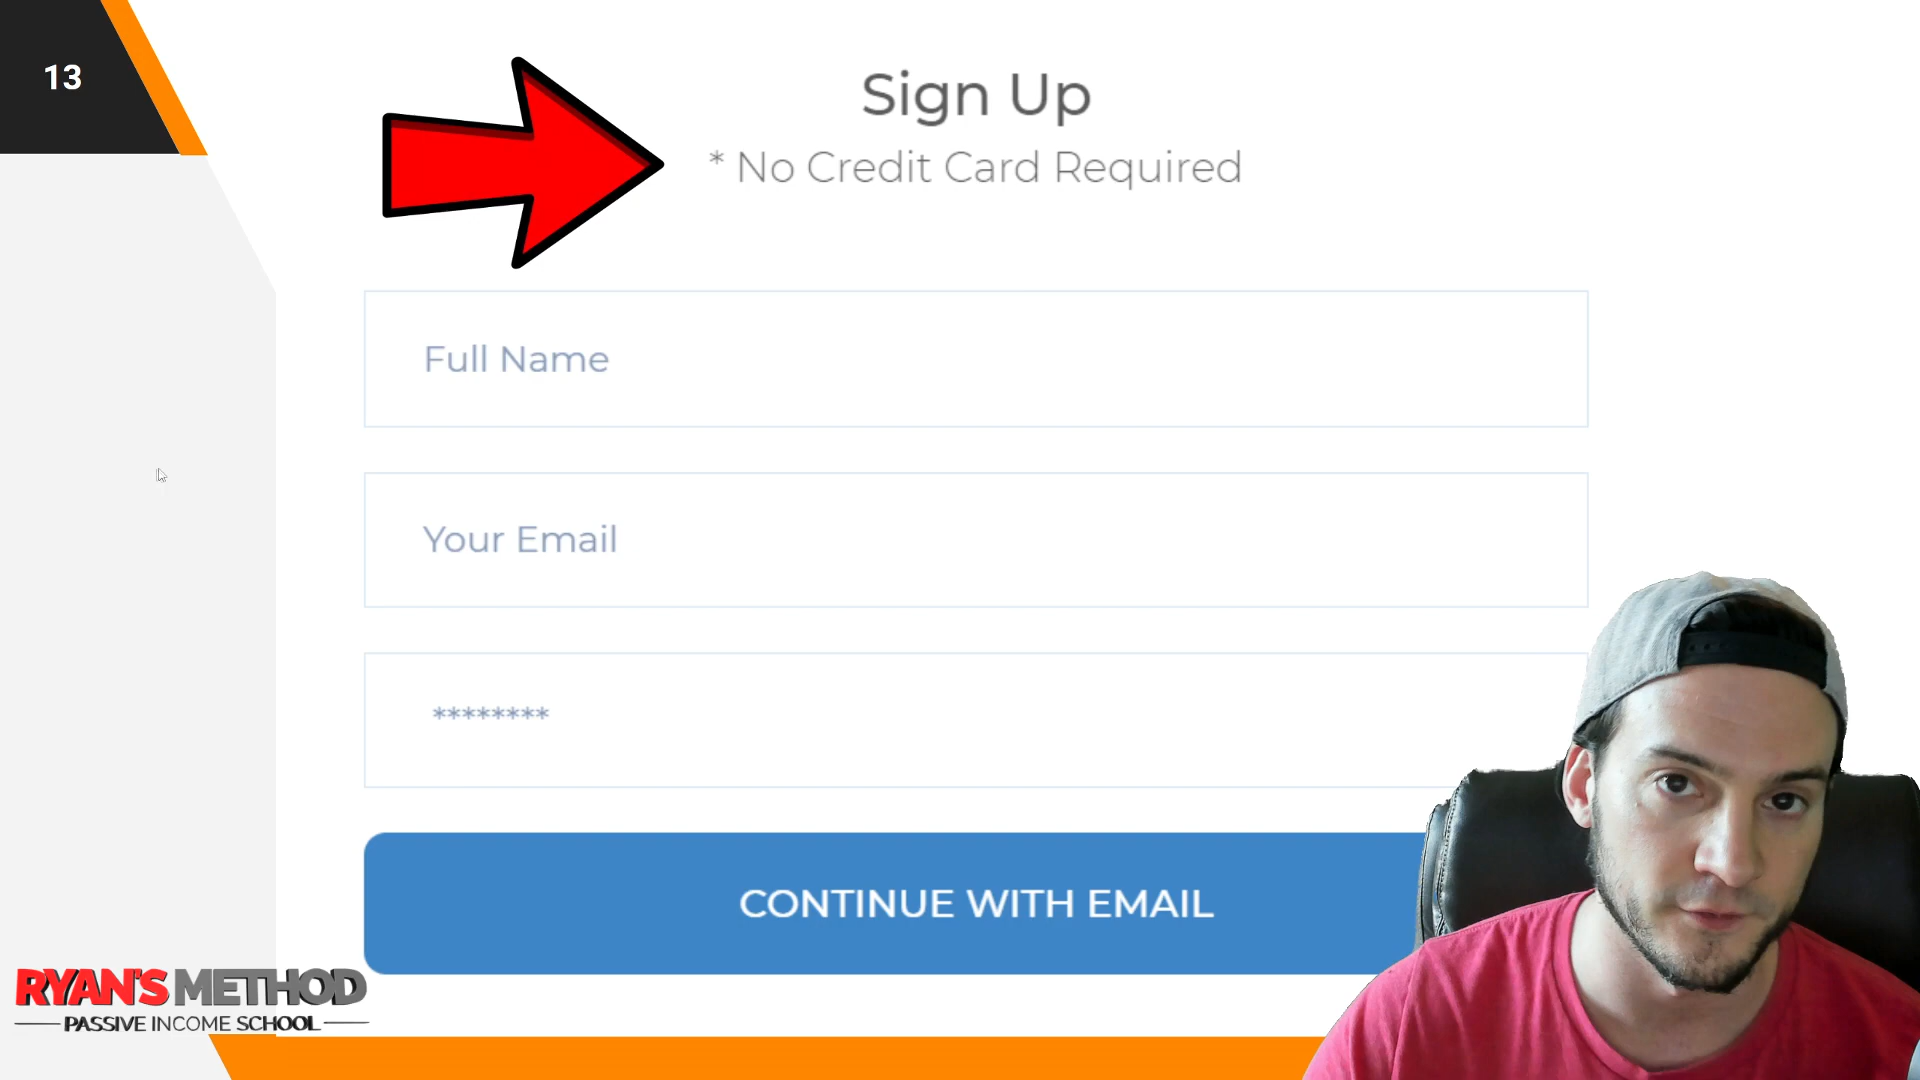 13
Sign Up
* No Credit Card Required
Full Name
Your Email
********
CONTINUE WITH EMAIL
RYAN'S METHOD
PASSIVE INCOME SCHOOL